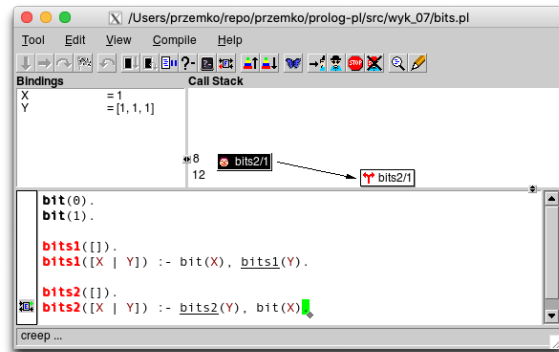 /Users/przemko/repo/przemko/prolog-pl/src/wyk_07/bits.pl
Tool Edit View Compile Help
Bindings Call Stack
X = 1
Y = [1, 1, 1]
8 bits2/1
12 bits2/1
bit(0).
bit(1).
bits1([]).
bits1([X | Y]) :- bit(X), bits1(Y).
bits2([]).
bits2([X | Y]) :- bits2(Y), bit(X).
creep ...